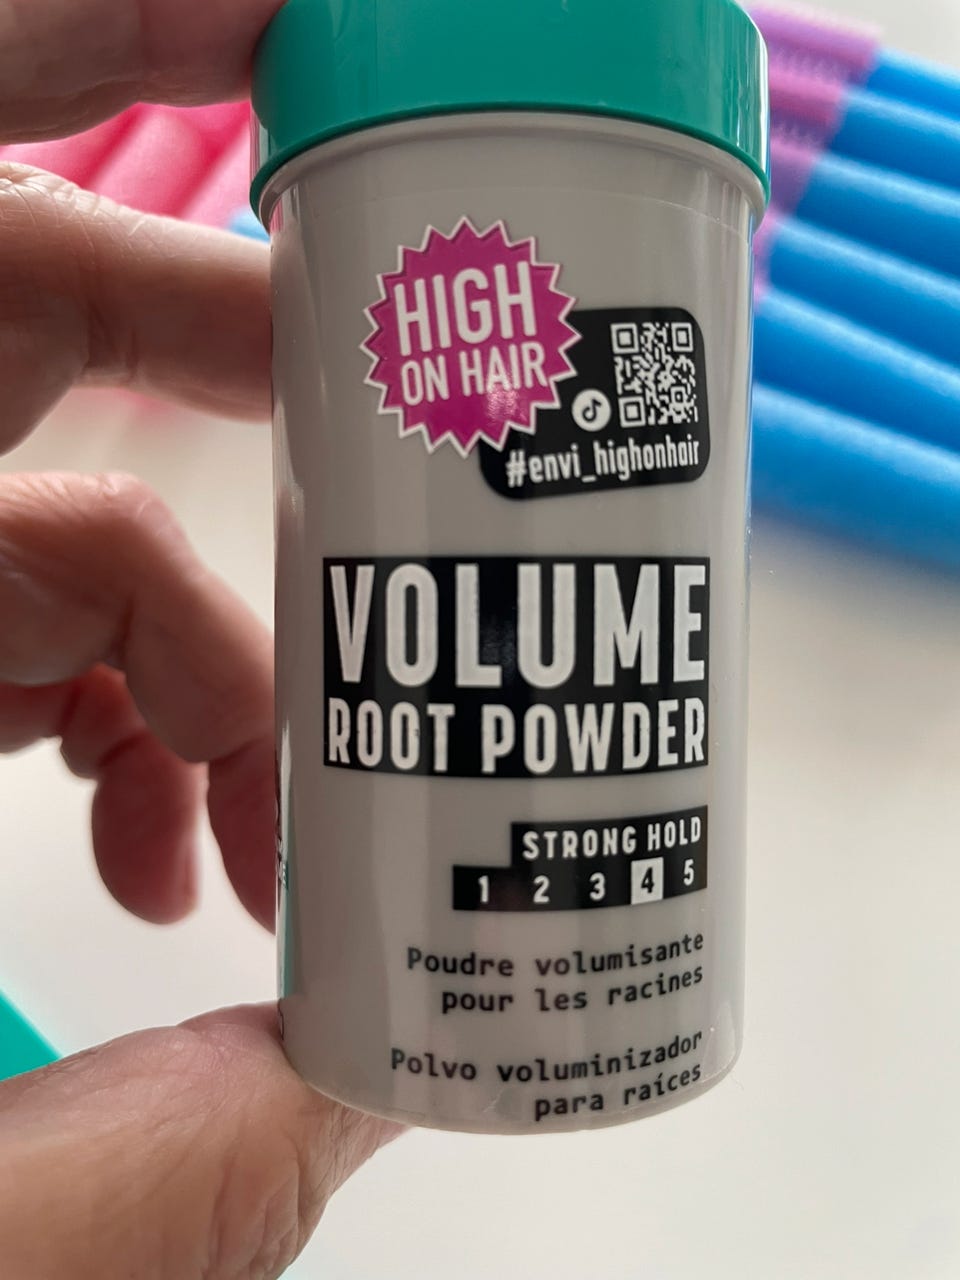 HIGH
ON HAIR
#envi_highonhair
VOLUME
ROOT POWDER
STRONG HOLD
1 2 3 4 5
Poudre volumisante
pour les racines
Polvo voluminizador
para raíces